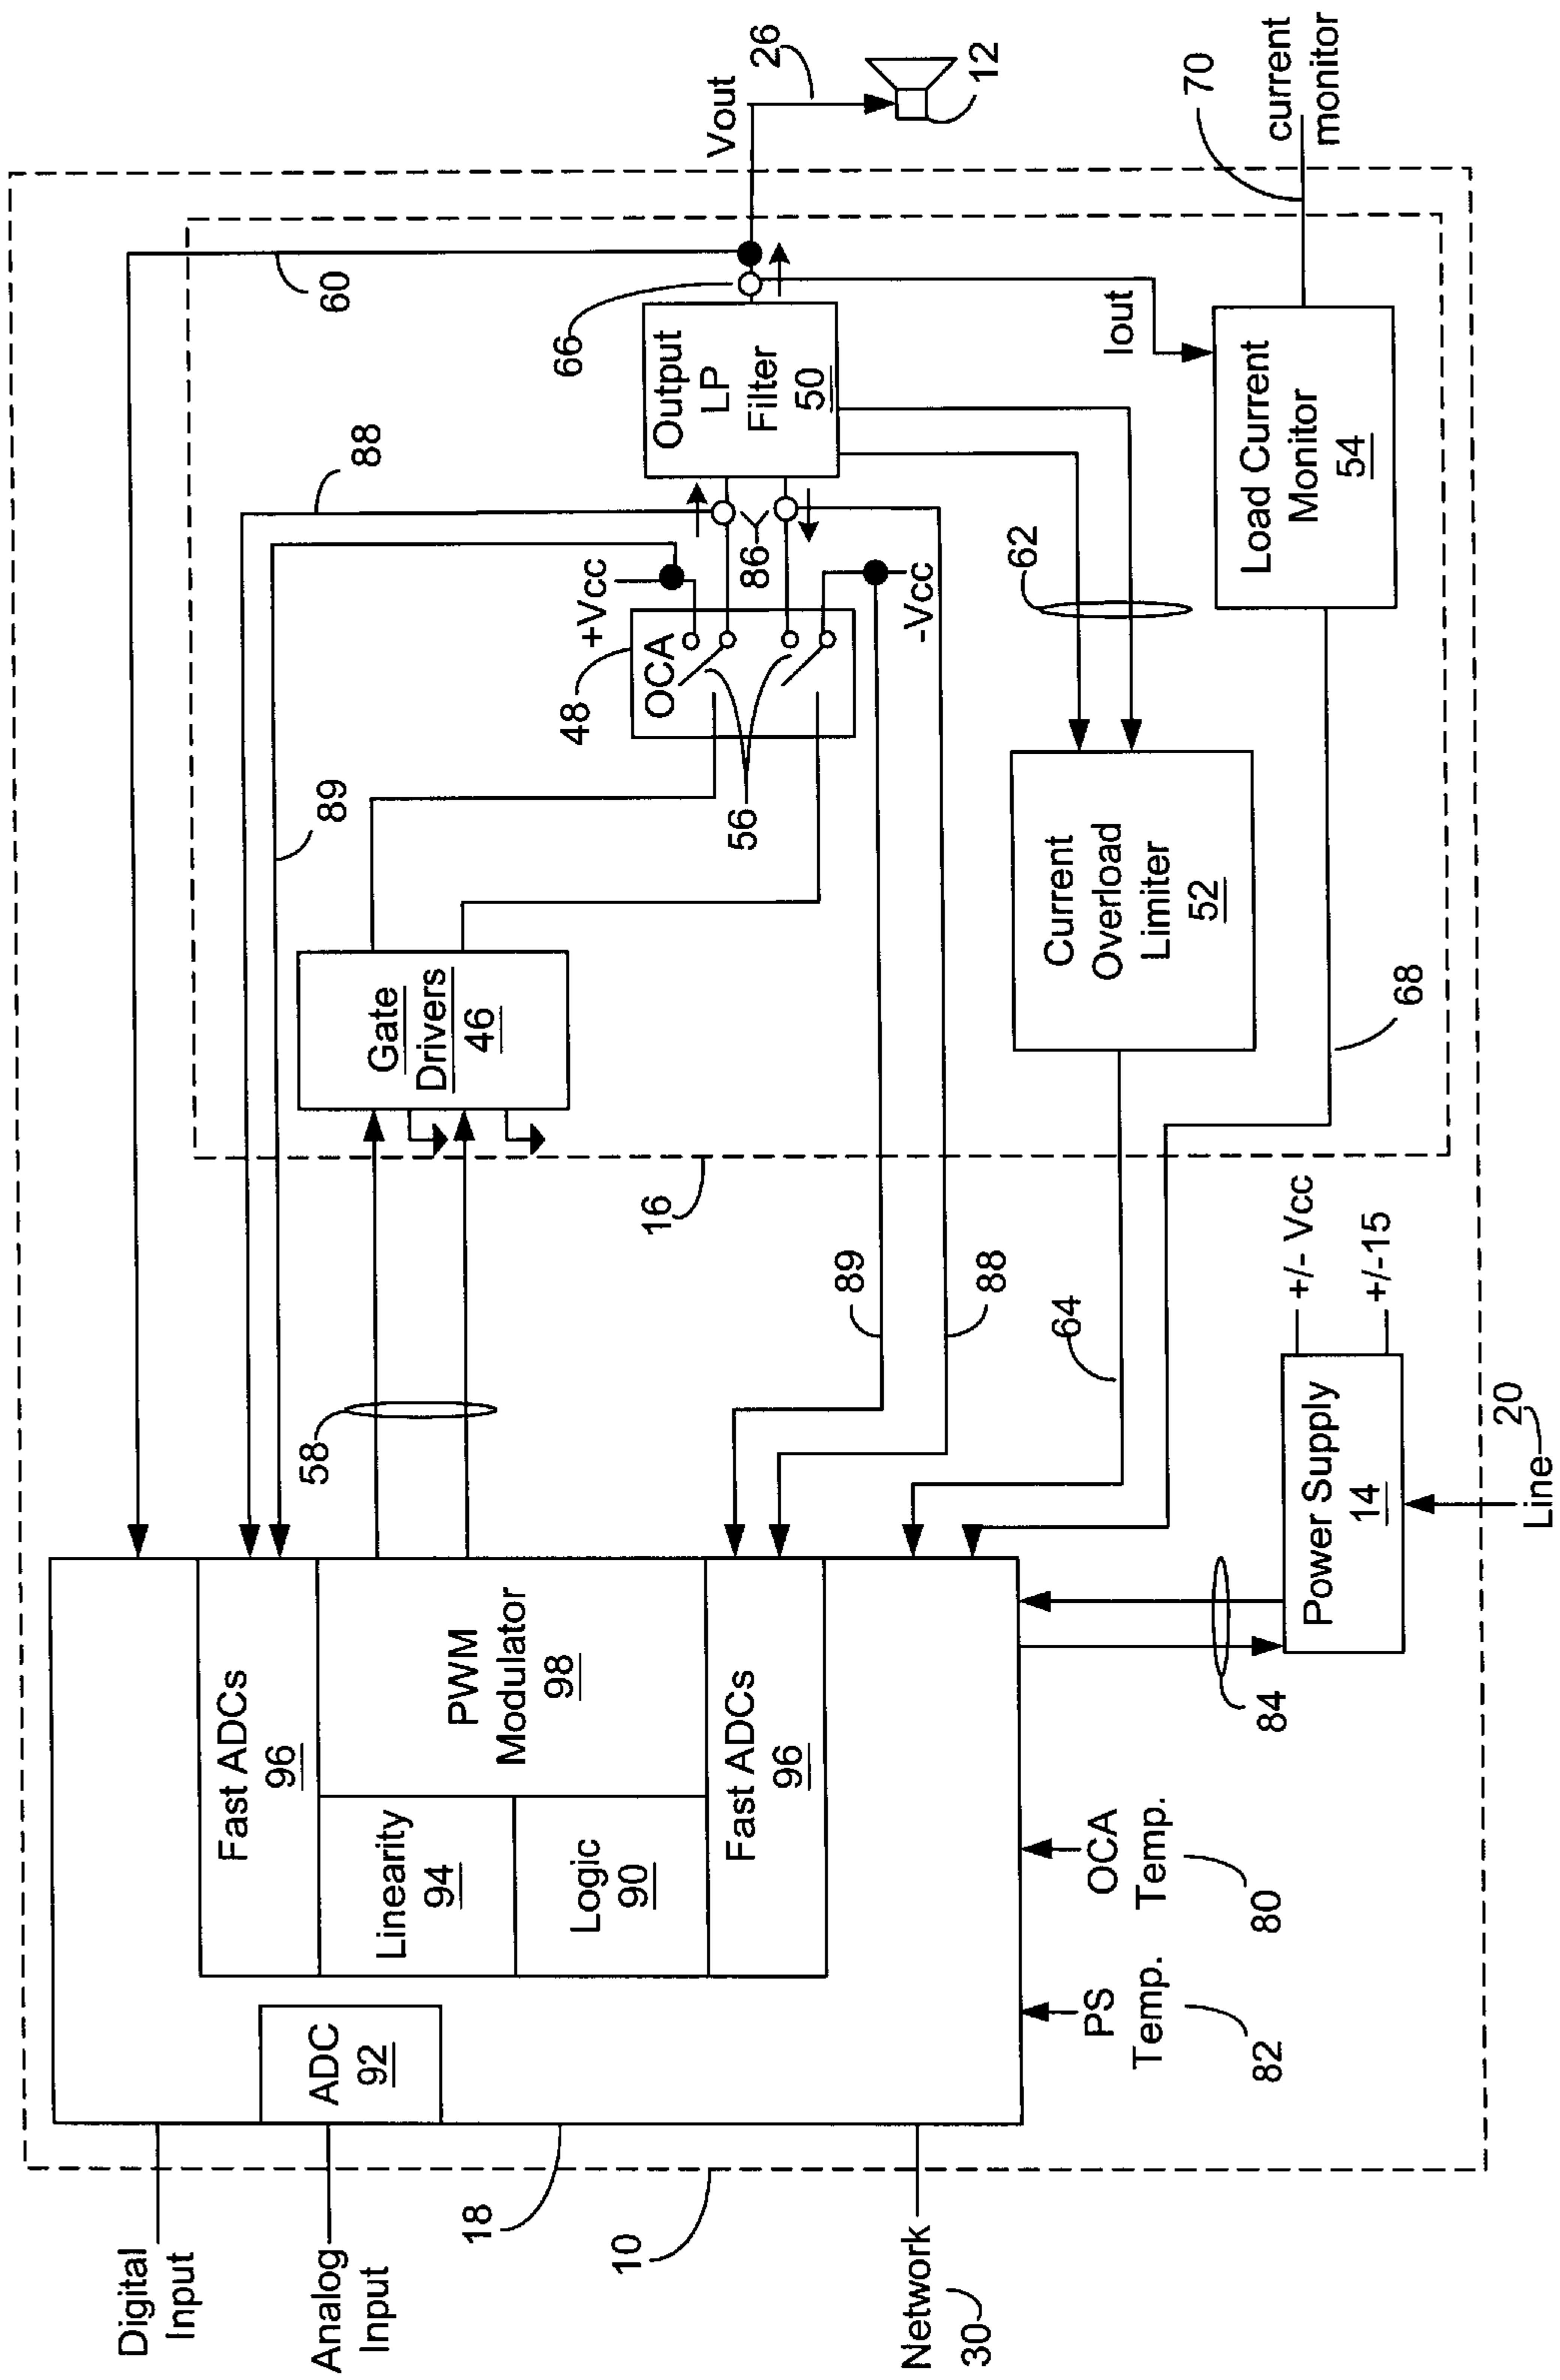 Digital
Input
Analog
Input
18
10
Network
30
ADC
92
Fast ADCs
96
Linearity
94
Logic
90
PWM
Modulator
98
Fast ADCs
96
PS
Temp.
82
OCA
Temp.
80
84
Power Supply
14
+/- Vcc
+/-15
Line
20
58
89
88
64
16
Gate
Drivers
46
89
88
60
48
OCA
+Vcc
-Vcc
56
86
Output
LP
Filter
50
66
62
Current
Overload
Limiter
52
68
Iout
Load Current
Monitor
54
Vout
26
12
70
current
monitor